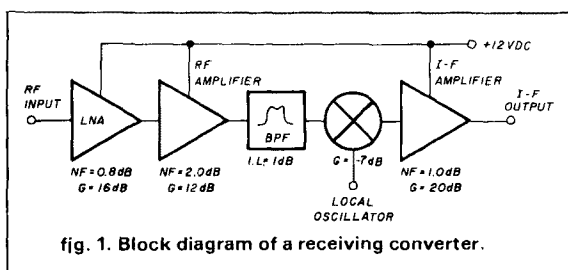 +12 VDC
RF
AMPLIFIER
I-F
AMPLIFIER
RF
INPUT
I-F
OUTPUT
LNA
BPF
NF=0.8dB
G=16dB
NF=2.0dB
G=12dB
I.L.= 1dB
G = -7dB
NF=1.0dB
G=20dB
LOCAL
OSCILLATOR
fig. 1. Block diagram of a receiving converter.